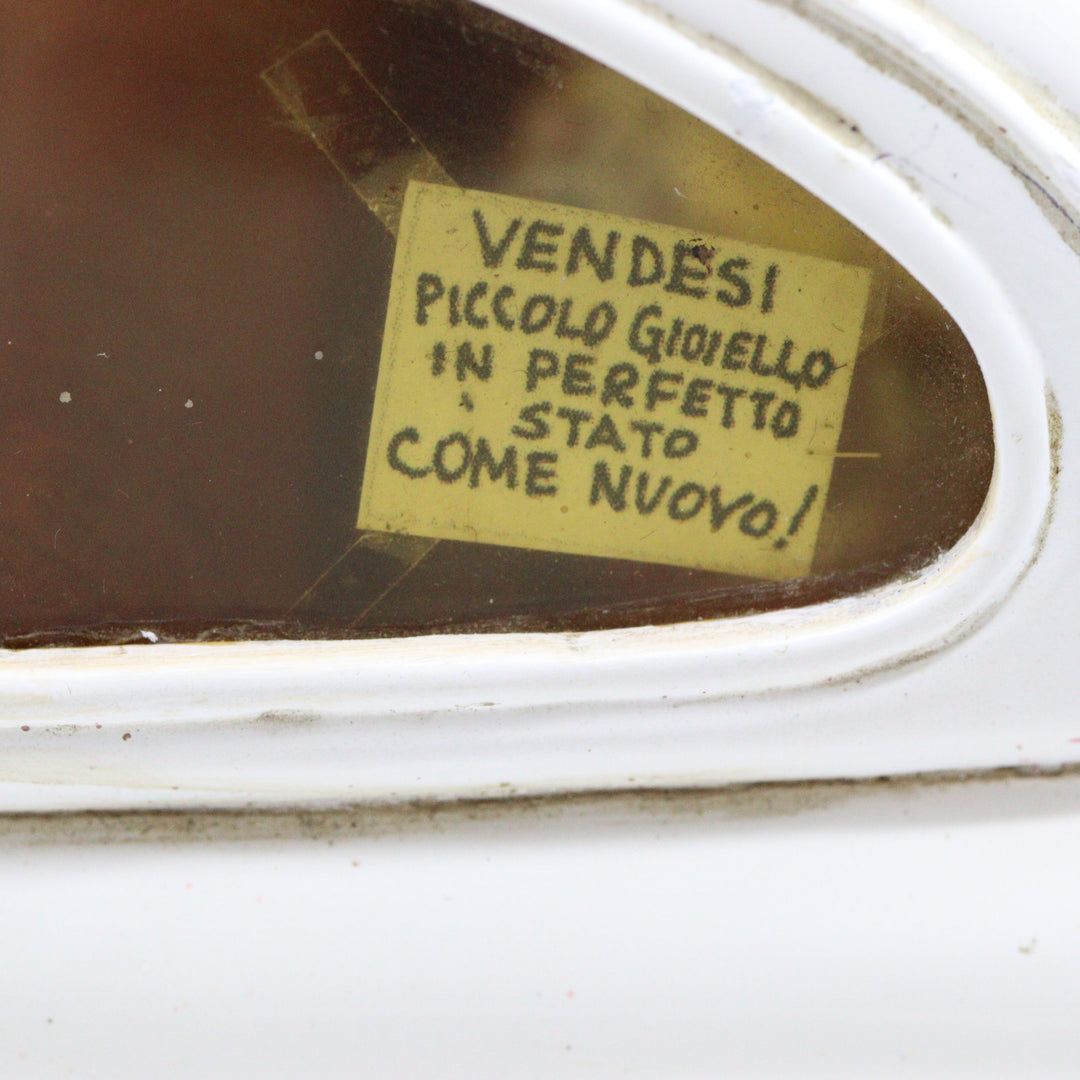 VENDESI
PICCOLO GIOIELLO
IN PERFETTO
STATO
COME NUOVO!